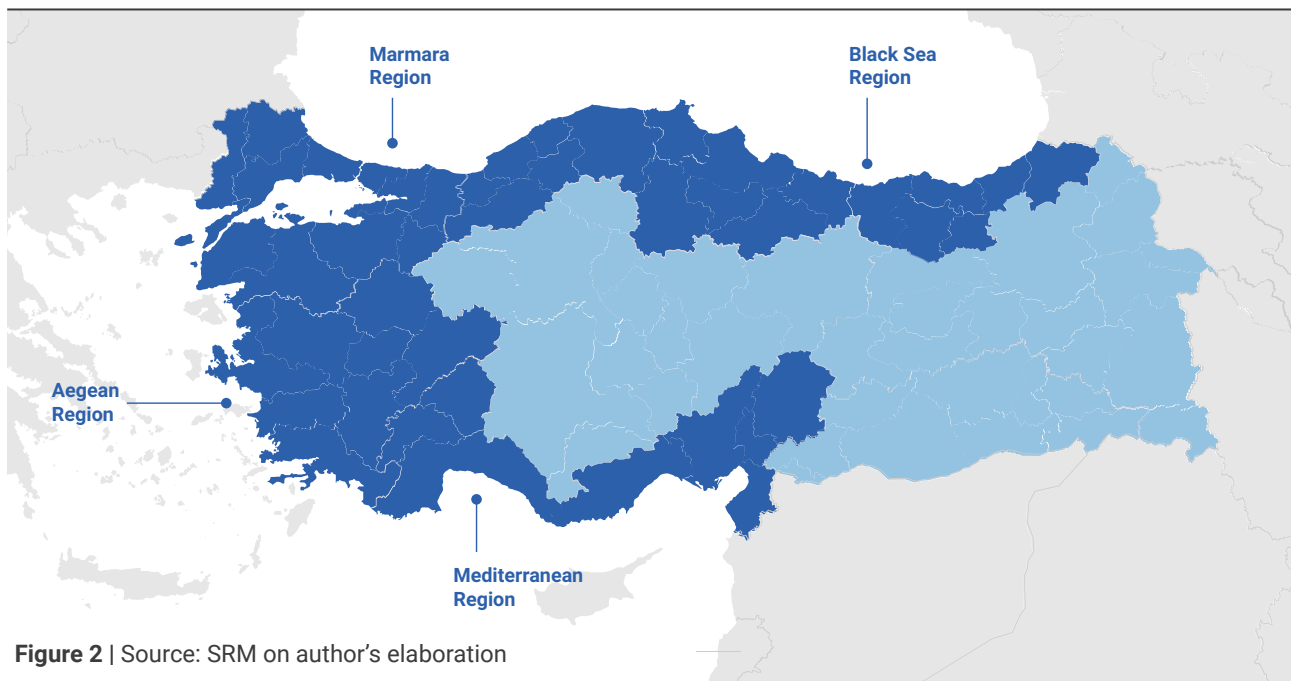 Marmara
Region
Black Sea
Region
Aegean
Region
Mediterranean
Region
Figure 2 | Source: SRM on author’s elaboration